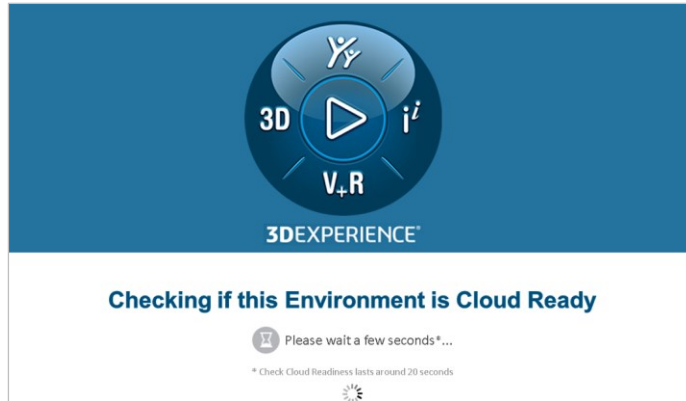 3D
i i
V+R
3DEXPERIENCE®
Checking if this Environment is Cloud Ready
Please wait a few seconds*...
* Check Cloud Readiness lasts around 20 seconds